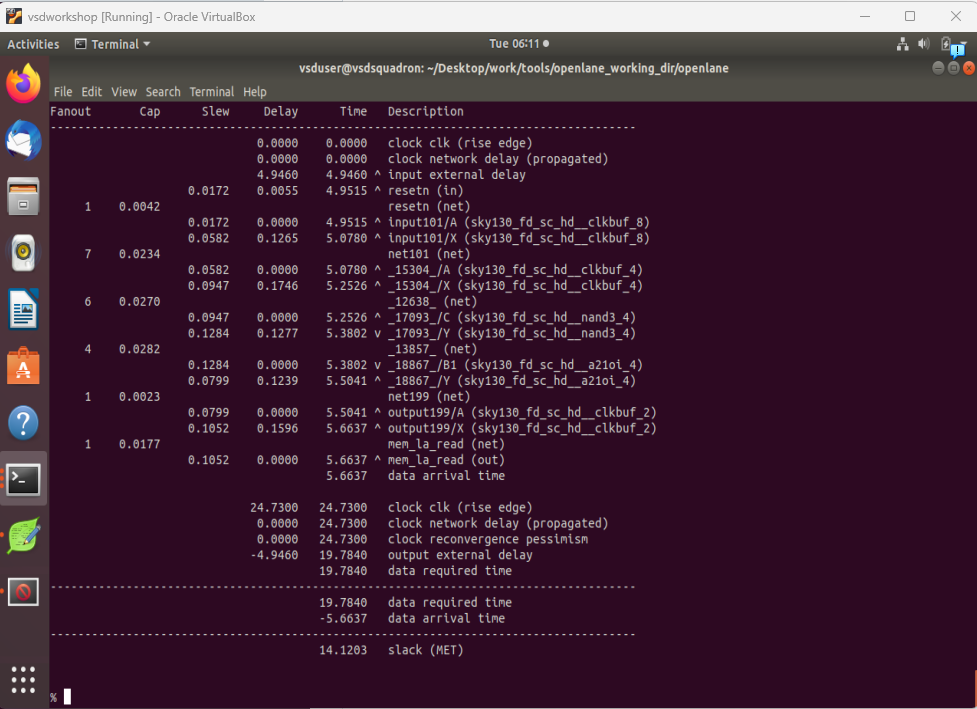 vsdworkshop [Running] - Oracle VirtualBox
Activities Terminal Tue 06:11
vsduser@vsdsquadron: ~/Desktop/work/tools/openlane_working_dir/openlane
File Edit View Search Terminal Help
Fanout Cap Slew Delay Time Description
-----------------------------------------------------------------------------
0.0000 0.0000 clock clk (rise edge)
0.0000 0.0000 clock network delay (propagated)
4.9460 4.9460 ^ input external delay
0.0172 0.0055 4.9515 ^ resetn (in)
1 0.0042 resetn (net)
0.0172 0.0000 4.9515 ^ input101/A (sky130_fd_sc_hd__clkbuf_8)
0.0582 0.1265 5.0780 ^ input101/X (sky130_fd_sc_hd__clkbuf_8)
7 0.0234 net101 (net)
0.0582 0.0000 5.0780 ^ _15304_/A (sky130_fd_sc_hd__clkbuf_4)
0.0947 0.1746 5.2526 ^ _15304_/X (sky130_fd_sc_hd__clkbuf_4)
6 0.0270 _12638_ (net)
0.0947 0.0000 5.2526 ^ _17093_/C (sky130_fd_sc_hd__nand3_4)
0.1284 0.1277 5.3802 v _17093_/Y (sky130_fd_sc_hd__nand3_4)
4 0.0282 _13857_ (net)
0.1284 0.0000 5.3802 v _18867_/B1 (sky130_fd_sc_hd__a21oi_4)
0.0799 0.1239 5.5041 ^ _18867_/Y (sky130_fd_sc_hd__a21oi_4)
1 0.0023 net199 (net)
0.0799 0.0000 5.5041 ^ output199/A (sky130_fd_sc_hd__clkbuf_2)
0.1052 0.1596 5.6637 ^ output199/X (sky130_fd_sc_hd__clkbuf_2)
1 0.0177 mem_la_read (net)
0.1052 0.0000 5.6637 ^ mem_la_read (out)
5.6637 data arrival time
24.7300 24.7300 clock clk (rise edge)
0.0000 24.7300 clock network delay (propagated)
0.0000 24.7300 clock reconvergence pessimism
-4.9460 19.7840 output external delay
19.7840 data required time
-----------------------------------------------------------------------------
19.7840 data required time
-5.6637 data arrival time
-----------------------------------------------------------------------------
14.1203 slack (MET)
%